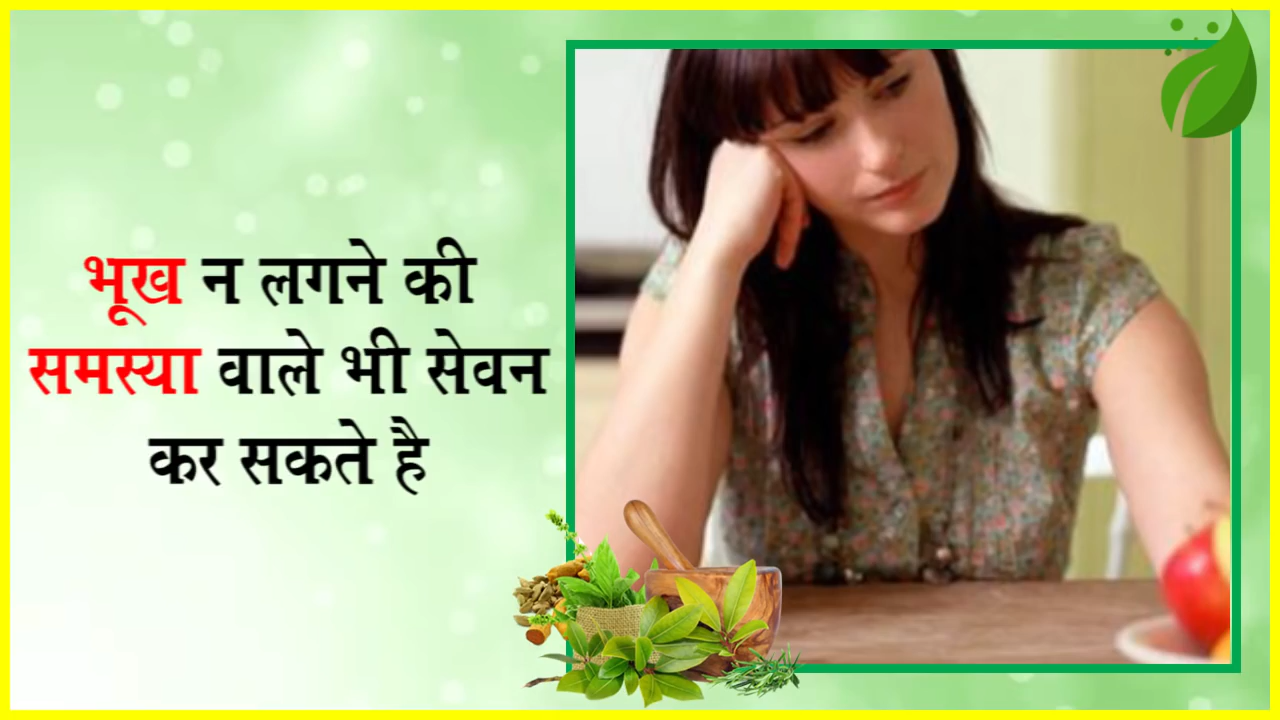 भूख न लगने की
समस्या वाले भी सेवन
कर सकते है